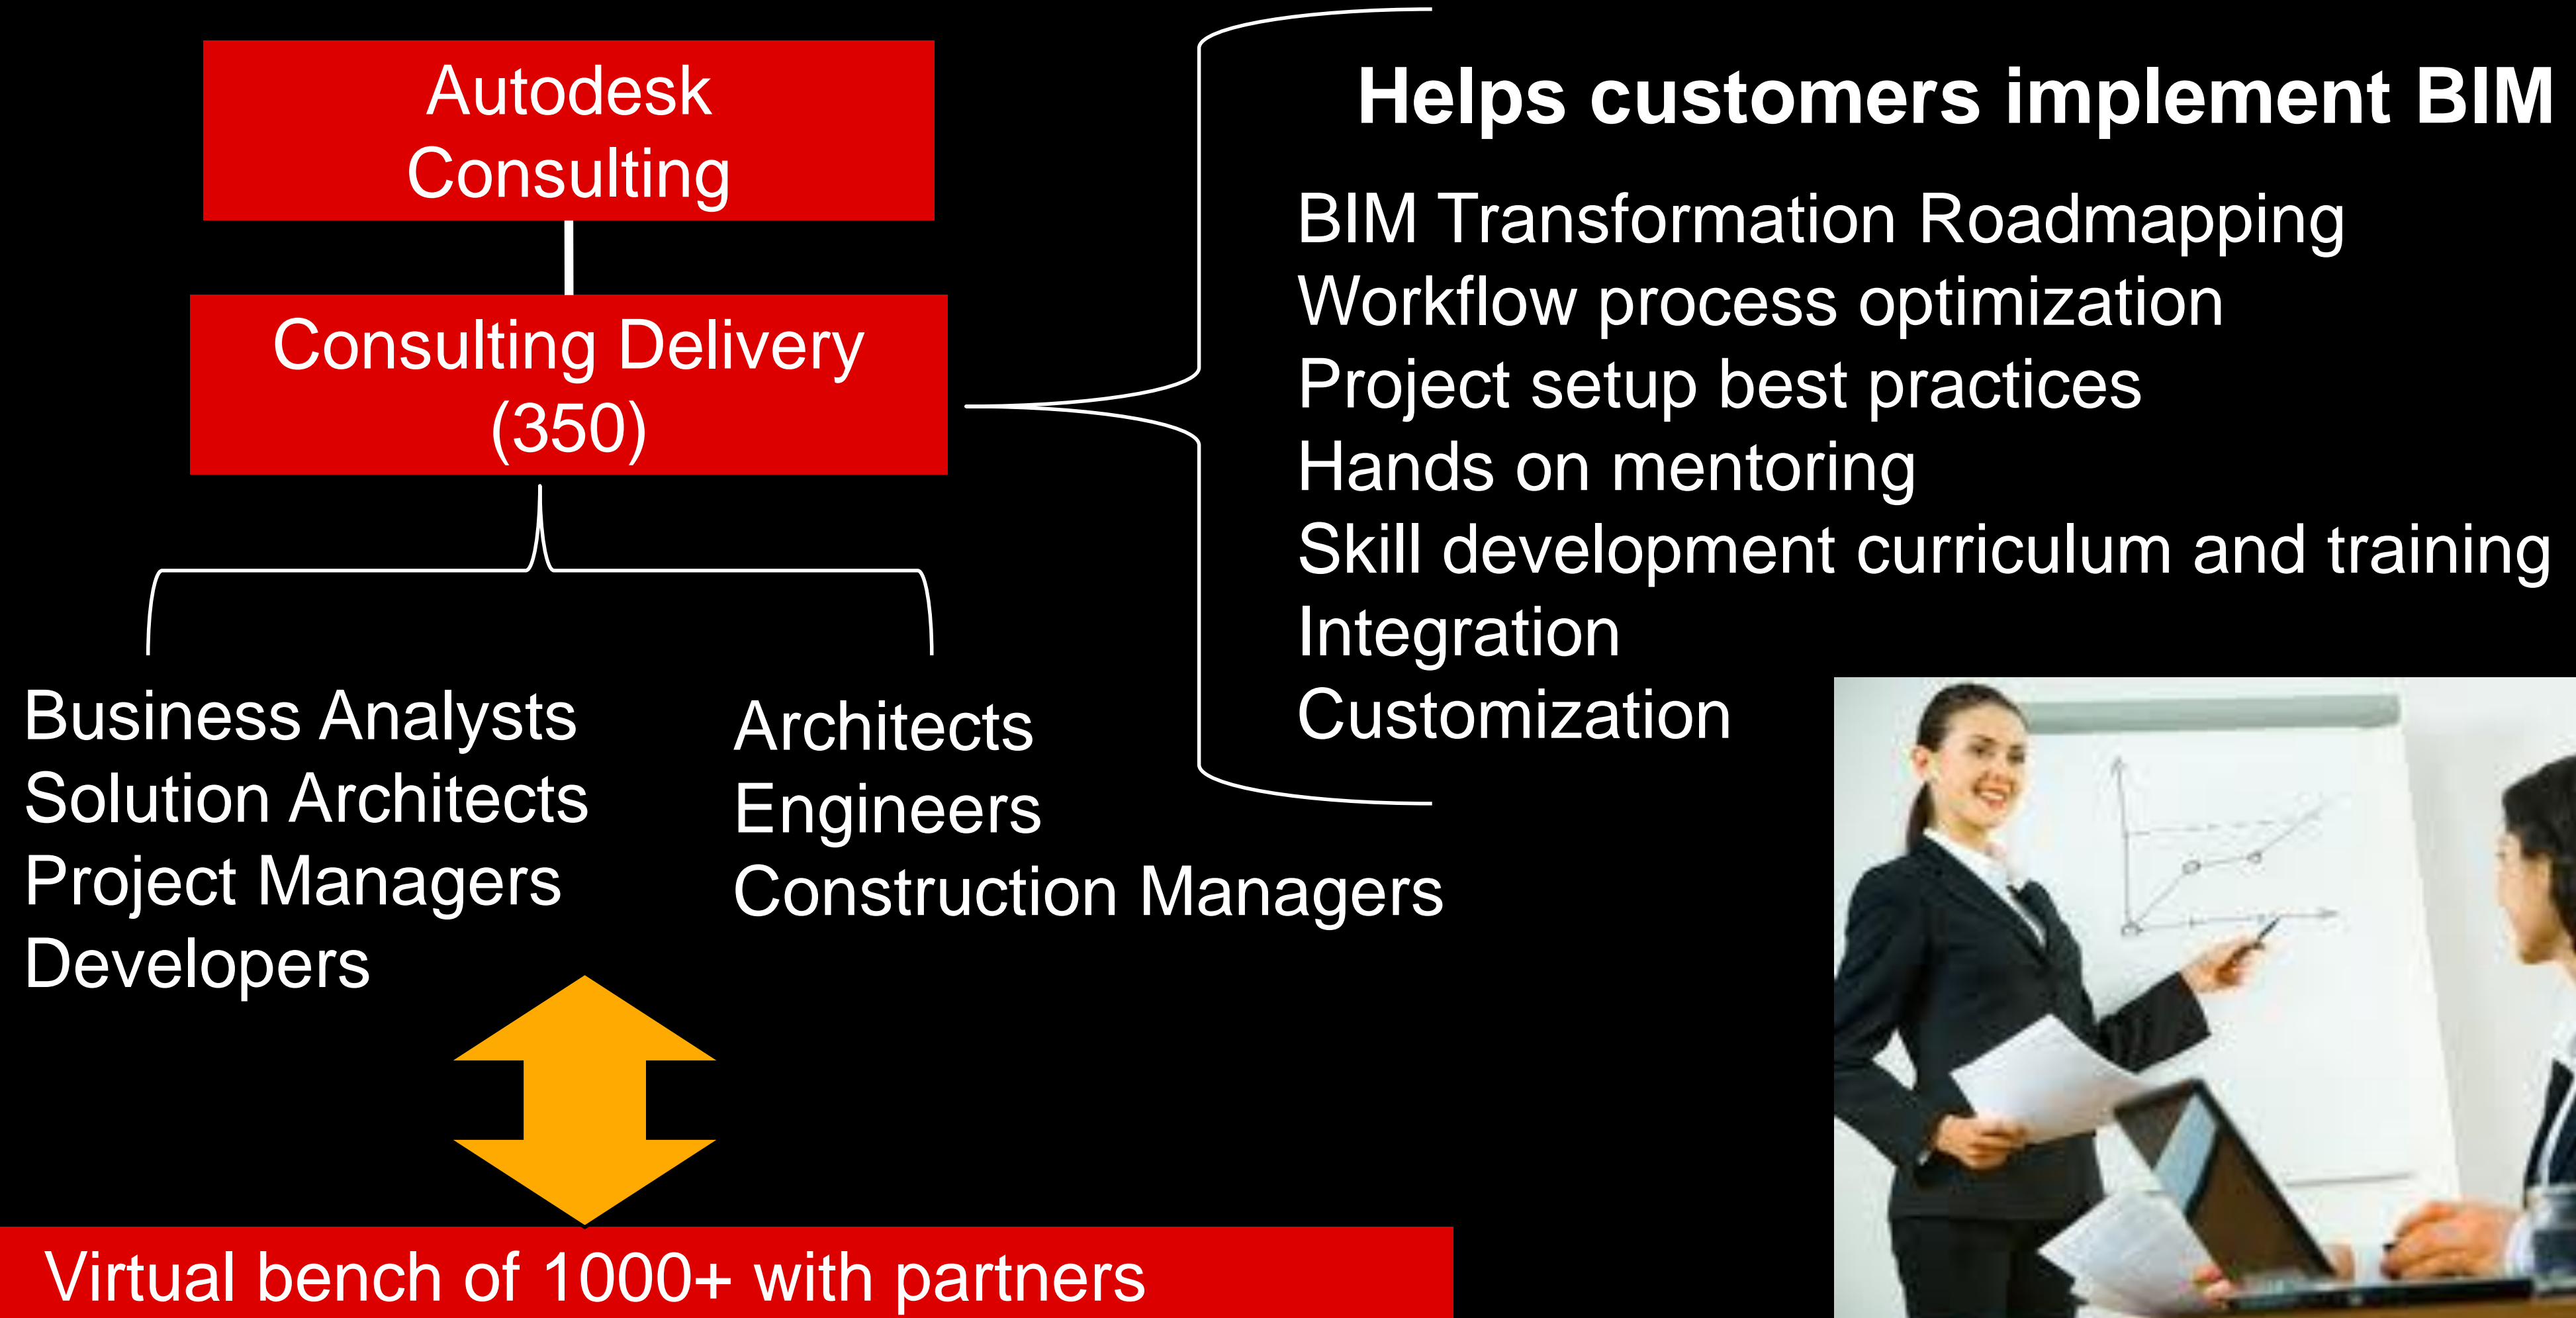 Autodesk
Consulting
Consulting Delivery
(350)
Business Analysts
Solution Architects
Project Managers
Developers
Architects
Engineers
Construction Managers
Virtual bench of 1000+ with partners
Helps customers implement BIM
BIM Transformation Roadmapping
Workflow process optimization
Project setup best practices
Hands on mentoring
Skill development curriculum and training
Integration
Customization